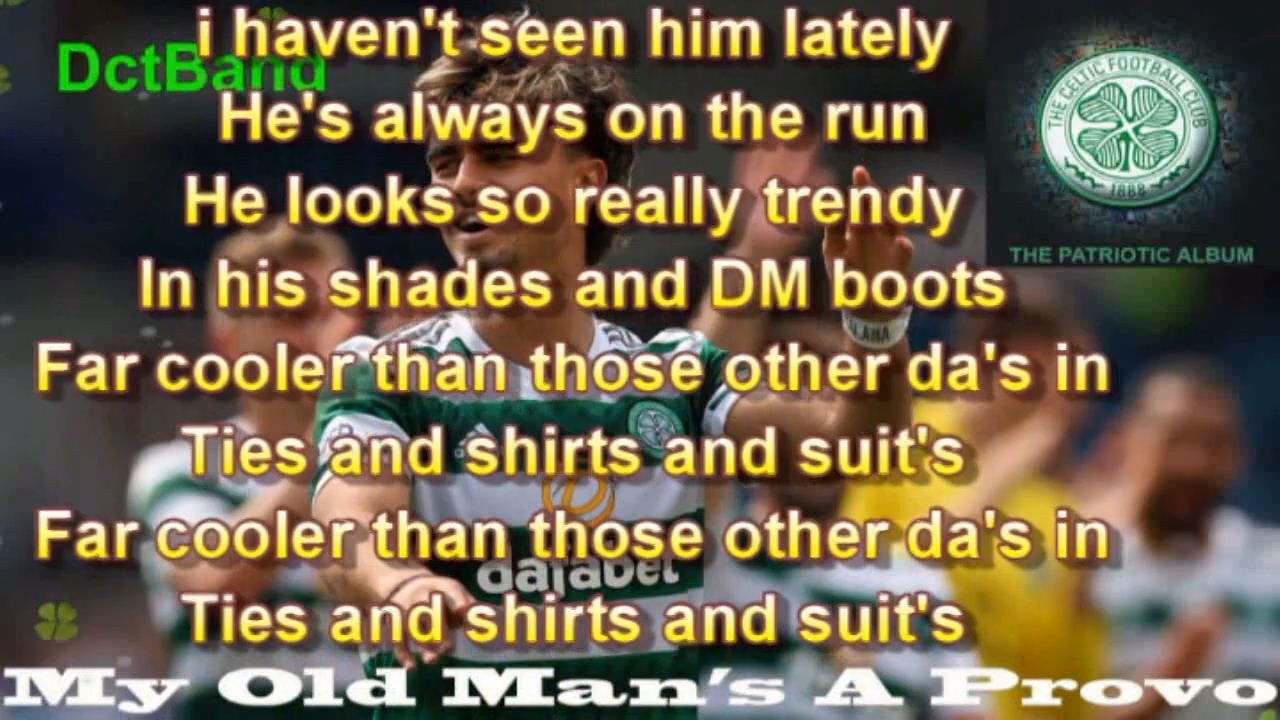 i haven't seen him lately
DctBand
He's always on the run
He looks so really trendy
In his shades and DM boots
Far cooler than those other da's in
Ties and shirts and suit's
Far cooler than those other da's in
Ties and shirts and suit's
My Old Man's A Provo
THE CELTIC FOOTBALL CLUB
1888
THE PATRIOTIC ALBUM
dafabet